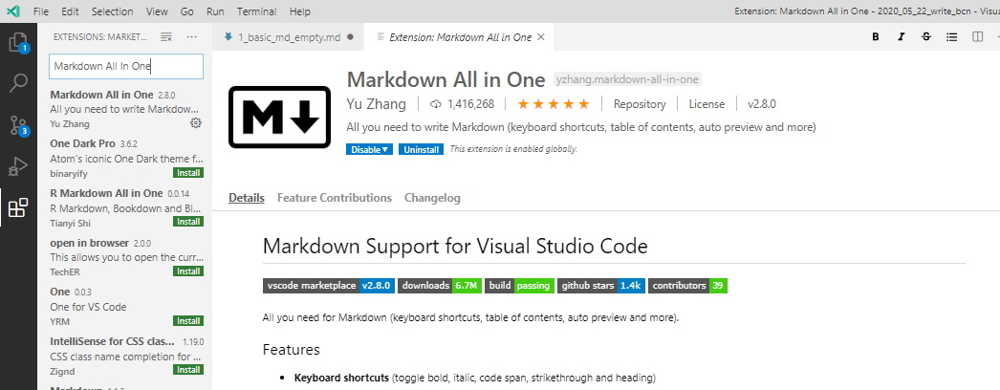 File Edit Selection View Go Run Terminal Help
Extension: Markdown All in One - 2020_05_22_write_bcn - Visua
EXTENSIONS: MARKET... ···
1_basic_md_empty.md ●
Extension: Markdown All in One ×
B I S
1
3
Markdown All In One
Markdown All in One 2.8.0
All you need to write Markdow...
Yu Zhang
One Dark Pro 3.6.2
Atom's iconic One Dark theme f...
binaryify Install
R Markdown All in One 0.0.14
R Markdown, Bookdown and Bl...
Tianyi Shi Install
open in browser 2.0.0
This allows you to open the curr...
TechER Install
One 0.0.3
One for VS Code
YRM Install
IntelliSense for CSS clas... 1.19.0
CSS class name completion for ...
Zignd Install
Markdown All in One yzhang.markdown-all-in-one
Yu Zhang | 1,416,268 | ★★★★★ | Repository | License | v2.8.0
All you need to write Markdown (keyboard shortcuts, table of contents, auto preview and more)
Disable ▾ Uninstall This extension is enabled globally.
Details Feature Contributions Changelog
Markdown Support for Visual Studio Code
vscode marketplace v2.8.0 downloads 6.7M build passing github stars 1.4k contributors 39
All you need for Markdown (keyboard shortcuts, table of contents, auto preview and more).
Features
• Keyboard shortcuts (toggle bold, italic, code span, strikethrough and heading)